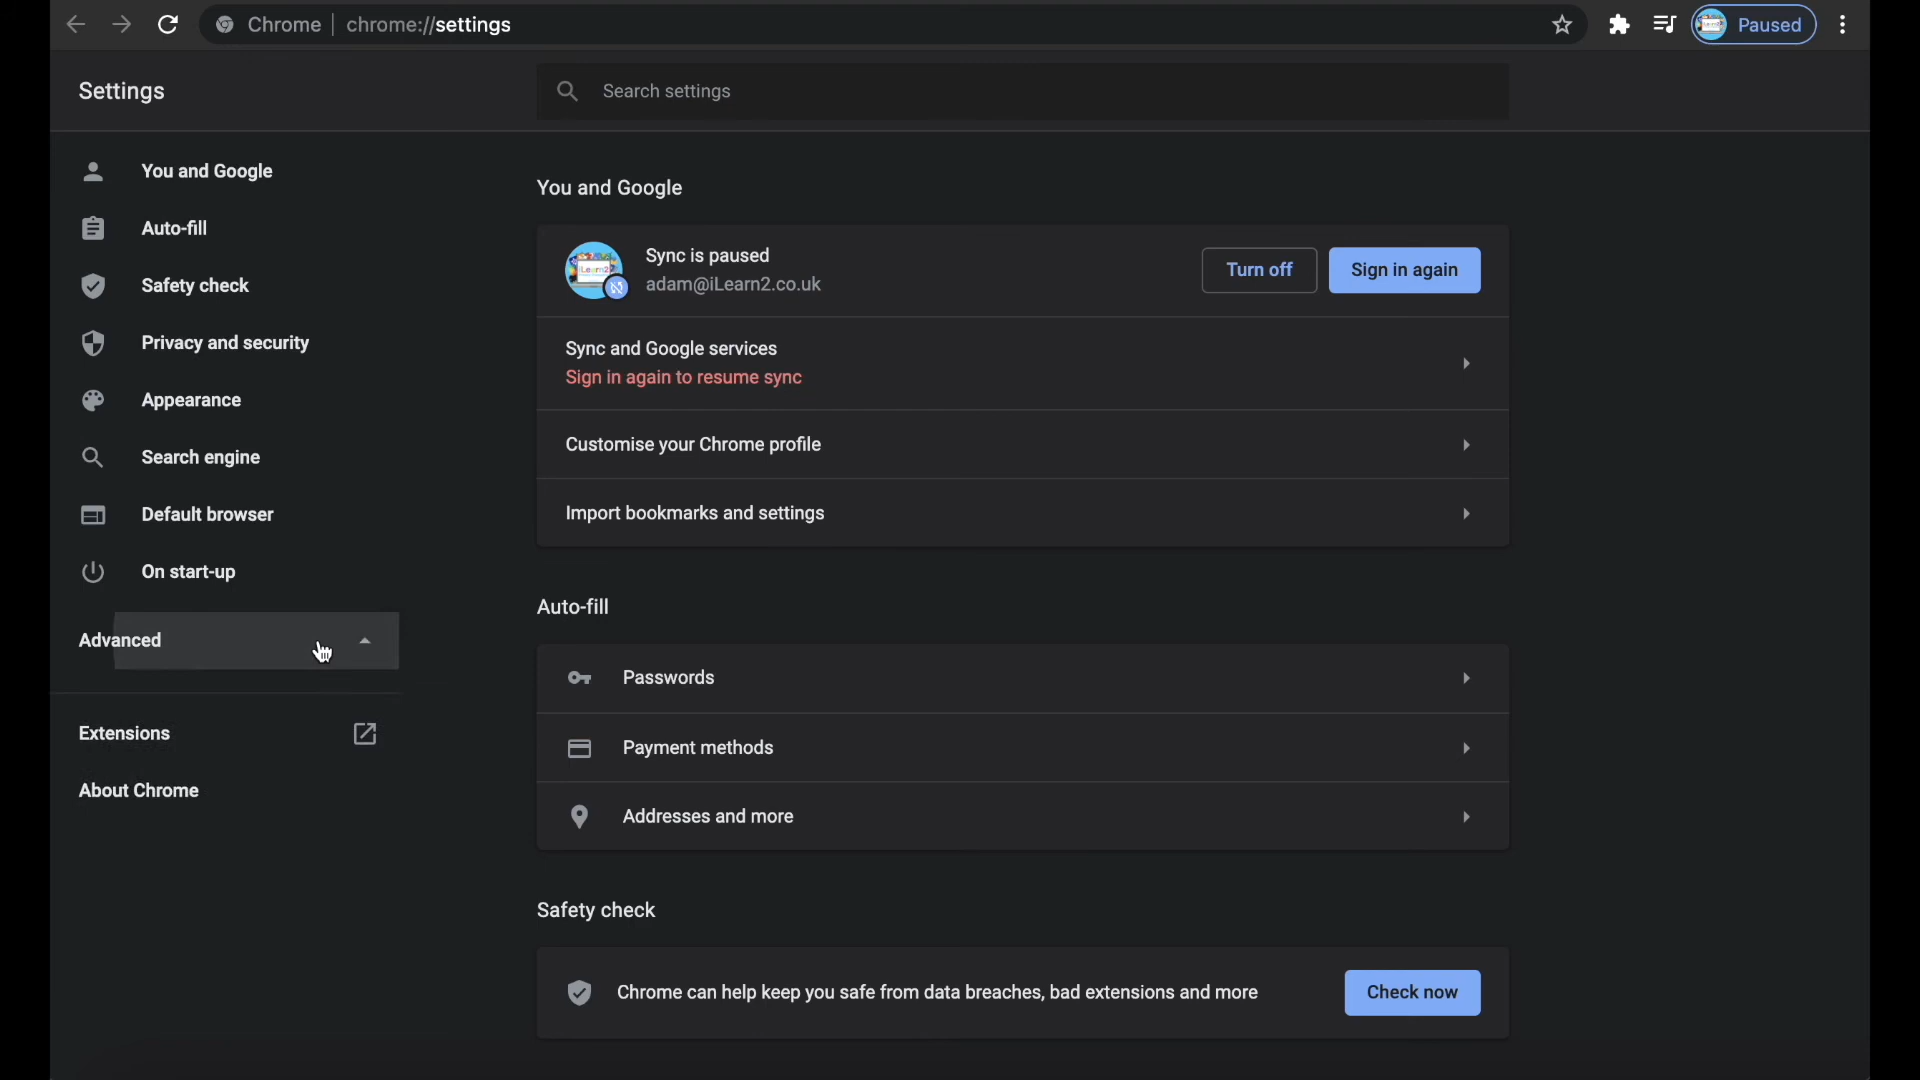 Chrome | chrome://settings
Paused
Settings
Search settings
You and Google
Auto-fill
Safety check
Privacy and security
Appearance
Search engine
Default browser
On start-up
Advanced
Extensions
About Chrome
You and Google
iLearn2
Sync is paused
adam@iLearn2.co.uk
Turn off
Sign in again
Sync and Google services
Sign in again to resume sync
Customise your Chrome profile
Import bookmarks and settings
Auto-fill
Passwords
Payment methods
Addresses and more
Safety check
Chrome can help keep you safe from data breaches, bad extensions and more
Check now